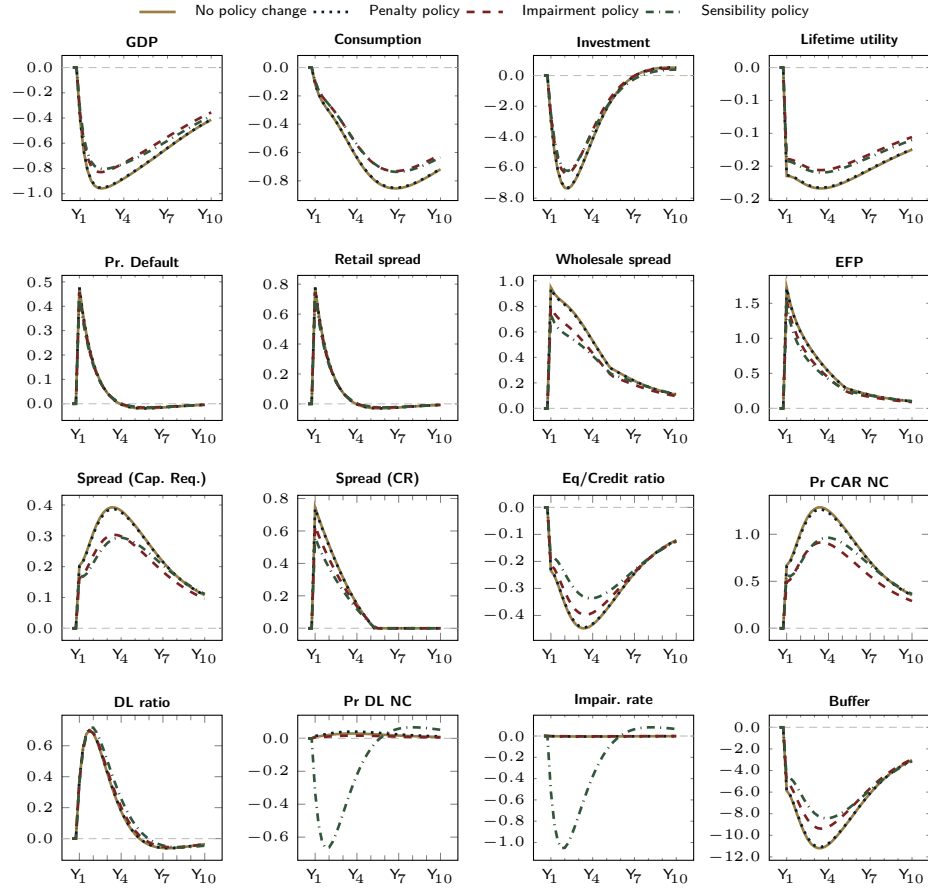 No policy change Penalty policy Impairment policy Sensibility policy
GDP Consumption Investment Lifetime utility
0.0 −0.2 −0.4 −0.6 −0.8 −1.0 Y1 Y4 Y7 Y10
0.0 −0.2 −0.4 −0.6 −0.8 Y1 Y4 Y7 Y10
0.0 −2.0 −4.0 −6.0 −8.0 Y1 Y4 Y7 Y10
0.0 −0.1 −0.1 −0.2 −0.2 Y1 Y4 Y7 Y10
Pr. Default Retail spread Wholesale spread EFP
0.5 0.4 0.3 0.2 0.1 0.0 Y1 Y4 Y7 Y10
0.8 0.6 0.4 0.2 0.0 Y1 Y4 Y7 Y10
1.0 0.8 0.6 0.4 0.2 0.0 Y1 Y4 Y7 Y10
1.5 1.0 0.5 0.0 Y1 Y4 Y7 Y10
Spread (Cap. Req.) Spread (CR) Eq/Credit ratio Pr CAR NC
0.4 0.3 0.2 0.1 0.0 Y1 Y4 Y7 Y10
0.8 0.6 0.4 0.2 0.0 Y1 Y4 Y7 Y10
0.0 −0.1 −0.2 −0.3 −0.4 Y1 Y4 Y7 Y10
1.0 0.5 0.0 Y1 Y4 Y7 Y10
DL ratio Pr DL NC Impair. rate Buffer
0.6 0.4 0.2 0.0 Y1 Y4 Y7 Y10
0.0 −0.2 −0.4 −0.6 Y1 Y4 Y7 Y10
0.0 −0.2 −0.4 −0.6 −0.8 −1.0 Y1 Y4 Y7 Y10
0.0 −2.0 −4.0 −6.0 −8.0 −10.0 −12.0 Y1 Y4 Y7 Y10